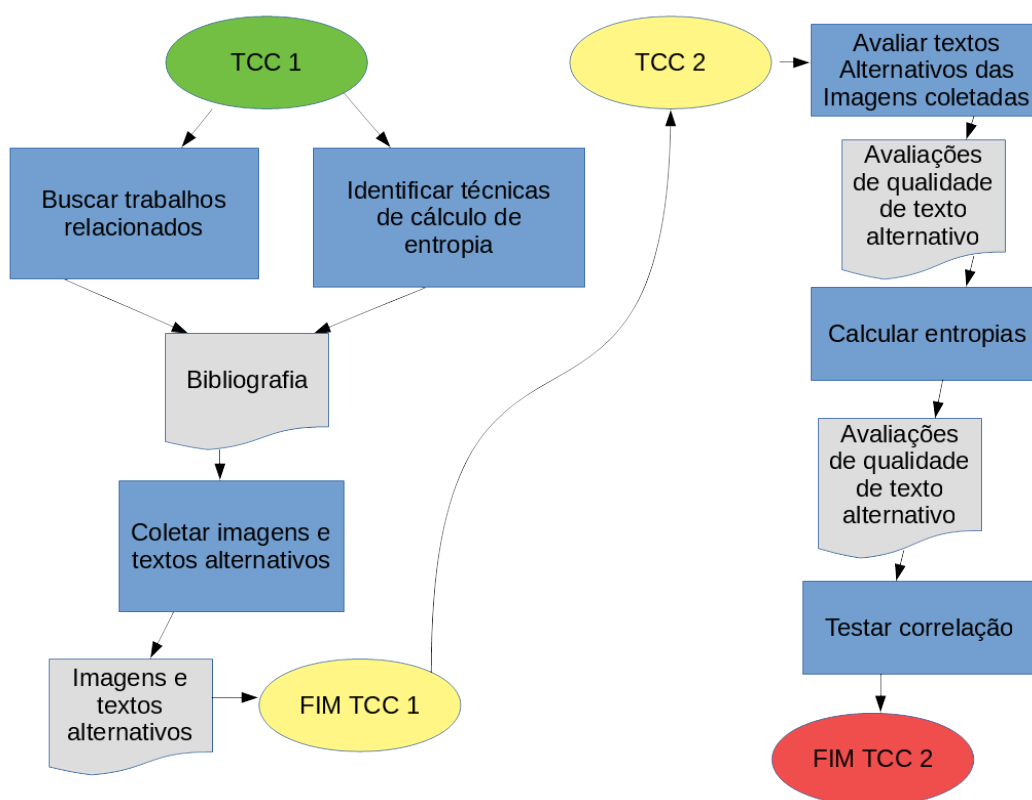 TCC 1
Buscar trabalhos
relacionados
Identificar técnicas
de cálculo de
entropia
Bibliografia
Coletar imagens e
textos alternativos
Imagens e
textos
alternativos
FIM TCC 1
TCC 2
Avaliar textos
Alternativos das
Imagens coletadas
Avaliações
de qualidade
de texto
alternativo
Calcular entropias
Avaliações
de qualidade
de texto
alternativo
Testar correlação
FIM TCC 2